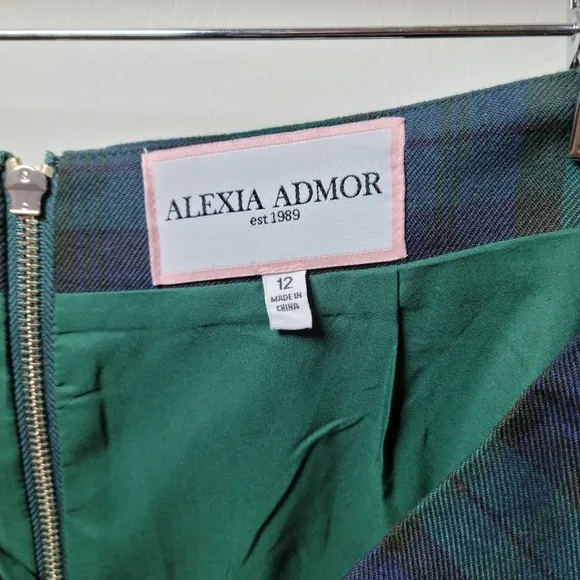 ALEXIA ADMOR
est 1989
12
MADE IN
CHINA